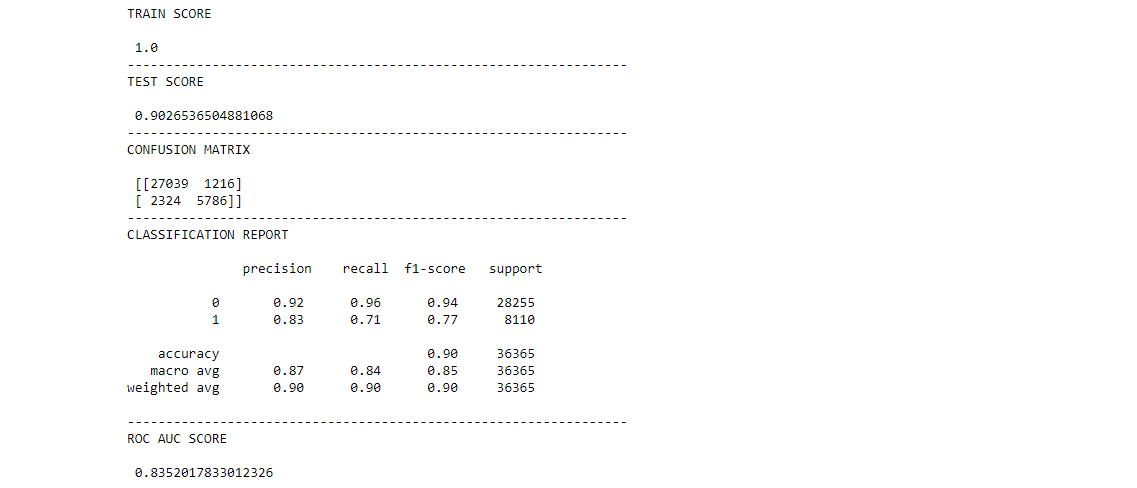 TRAIN SCORE
1.0
-----------------------------------------------------------------
TEST SCORE
0.9026536504881068
-----------------------------------------------------------------
CONFUSION MATRIX
[[27039  1216]
[ 2324  5786]]
-----------------------------------------------------------------
CLASSIFICATION REPORT
precision    recall  f1-score   support
0       0.92      0.96      0.94     28255
1       0.83      0.71      0.77      8110
accuracy                           0.90     36365
macro avg       0.87      0.84      0.85     36365
weighted avg       0.90      0.90      0.90     36365
-----------------------------------------------------------------
ROC AUC SCORE
0.8352017833012326